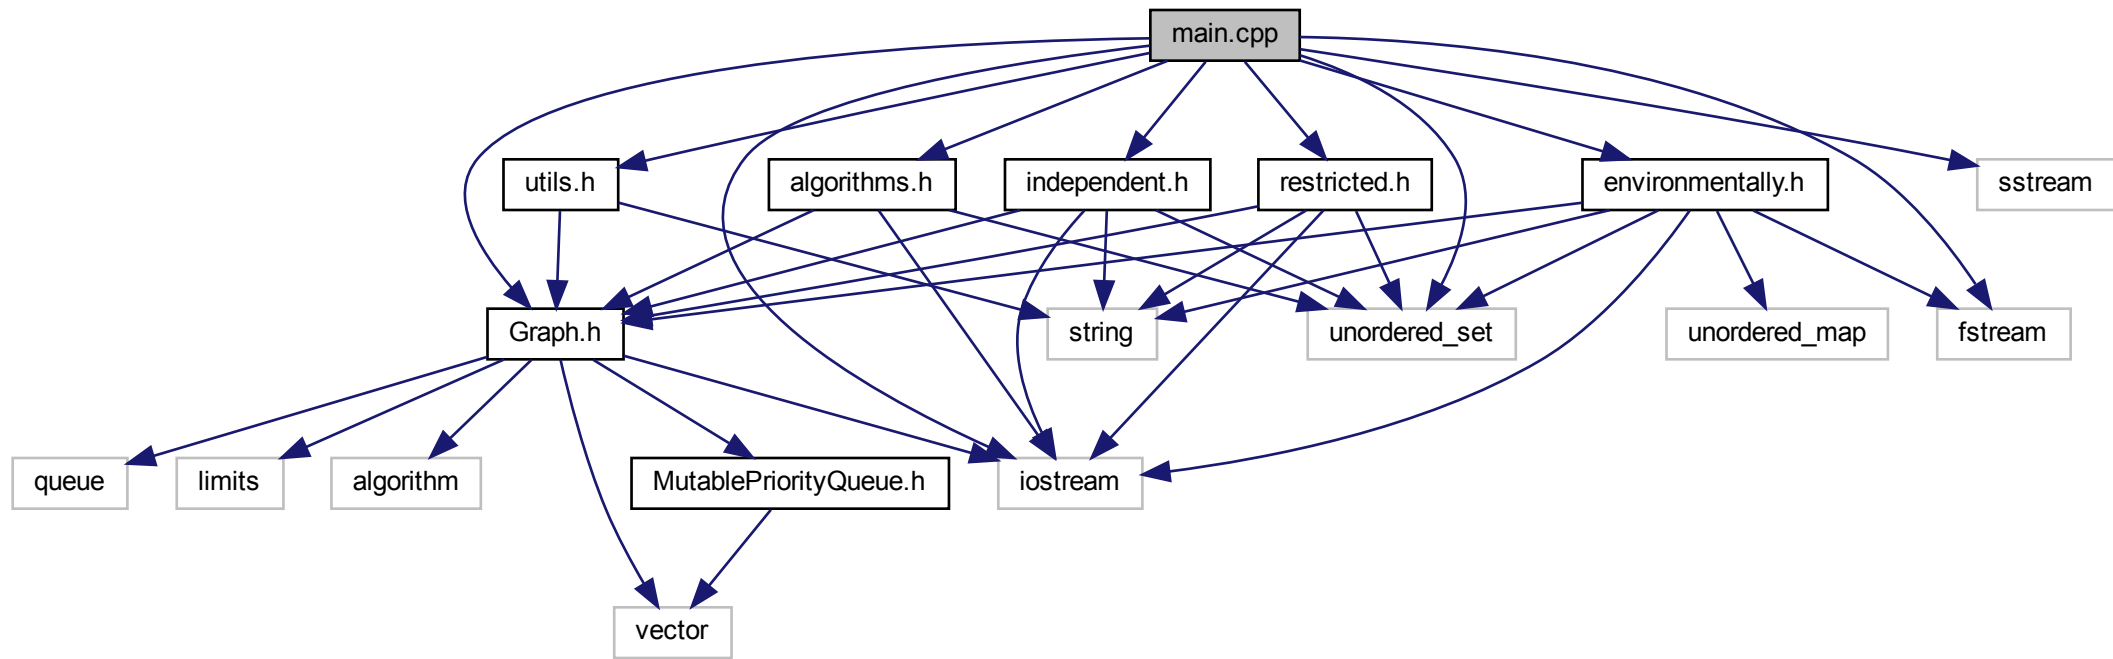 main.cpp
utils.h
algorithms.h
independent.h
restricted.h
environmentally.h
sstream
Graph.h
string
unordered_set
unordered_map
fstream
queue
limits
algorithm
MutablePriorityQueue.h
iostream
vector